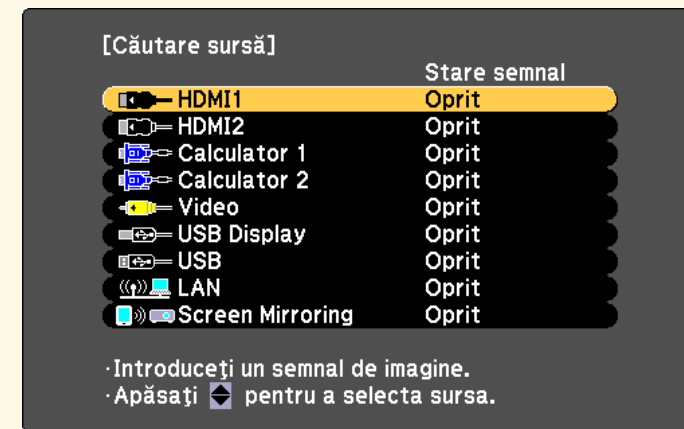 [Căutare sursă]
Stare semnal
HDMI1 Oprit
HDMI2 Oprit
Calculator 1 Oprit
Calculator 2 Oprit
Video Oprit
USB Display Oprit
USB Oprit
LAN Oprit
Screen Mirroring Oprit
·Introduceţi un semnal de imagine.
·Apăsaţi pentru a selecta sursa.